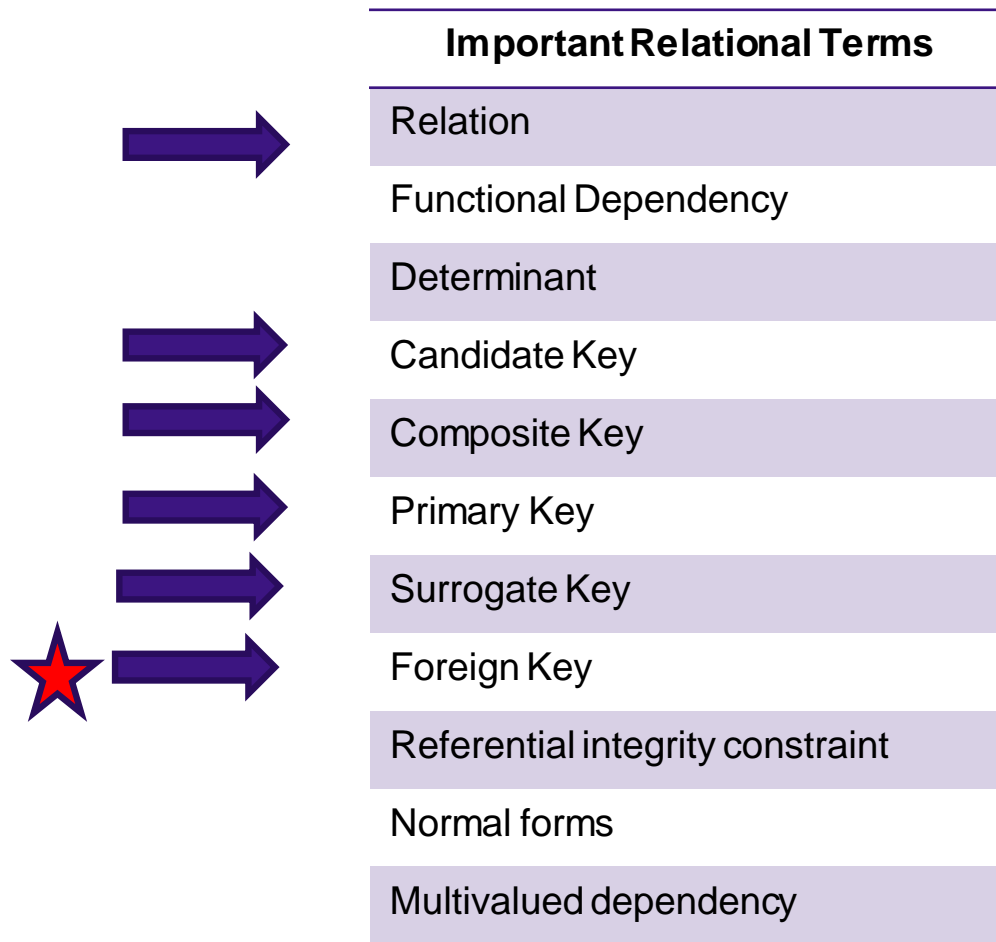 Important Relational Terms
Relation
Functional Dependency
Determinant
Candidate Key
Composite Key
Primary Key
Surrogate Key
Foreign Key
Referential integrity constraint
Normal forms
Multivalued dependency